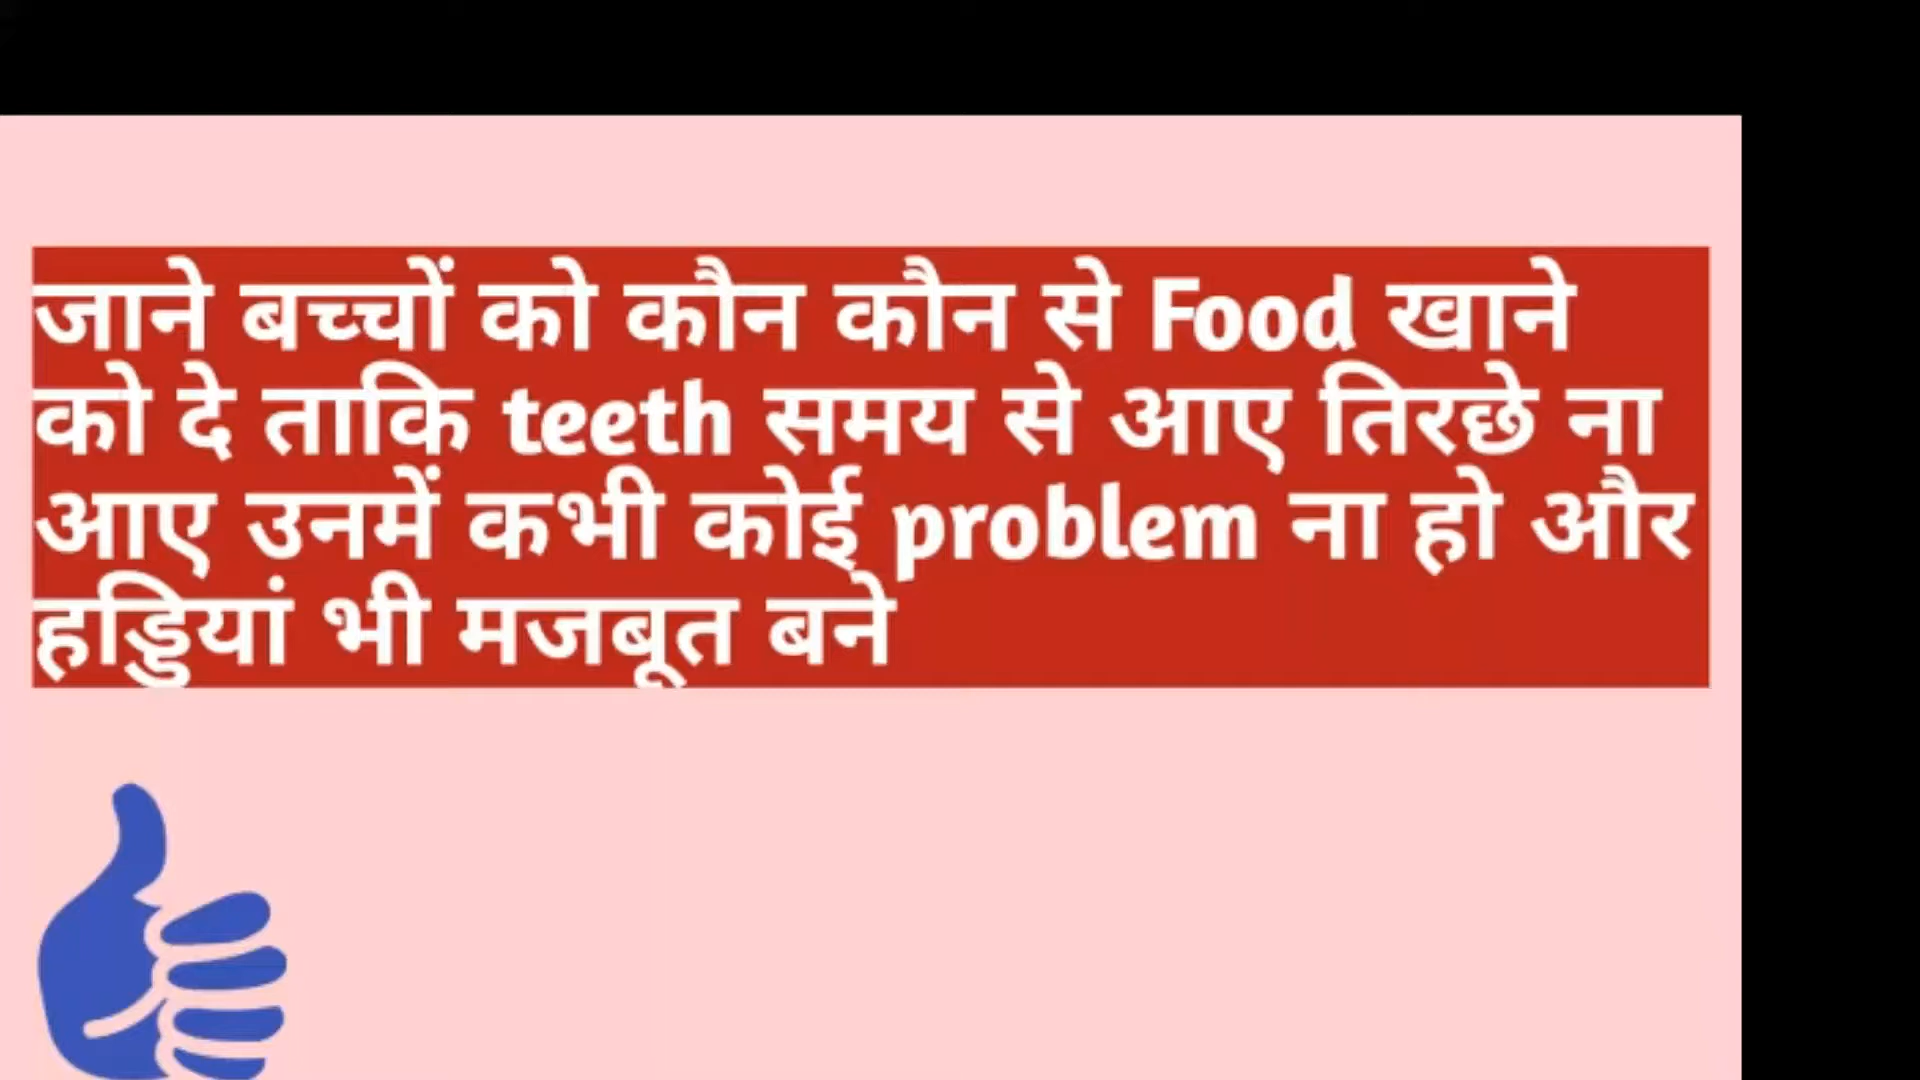 जाने बच्चों को कौन कौन से Food खाने
को दे ताकि teeth समय से आए तिरछे ना
आए उनमें कभी कोई problem ना हो और
हड्डियां भी मजबूत बने